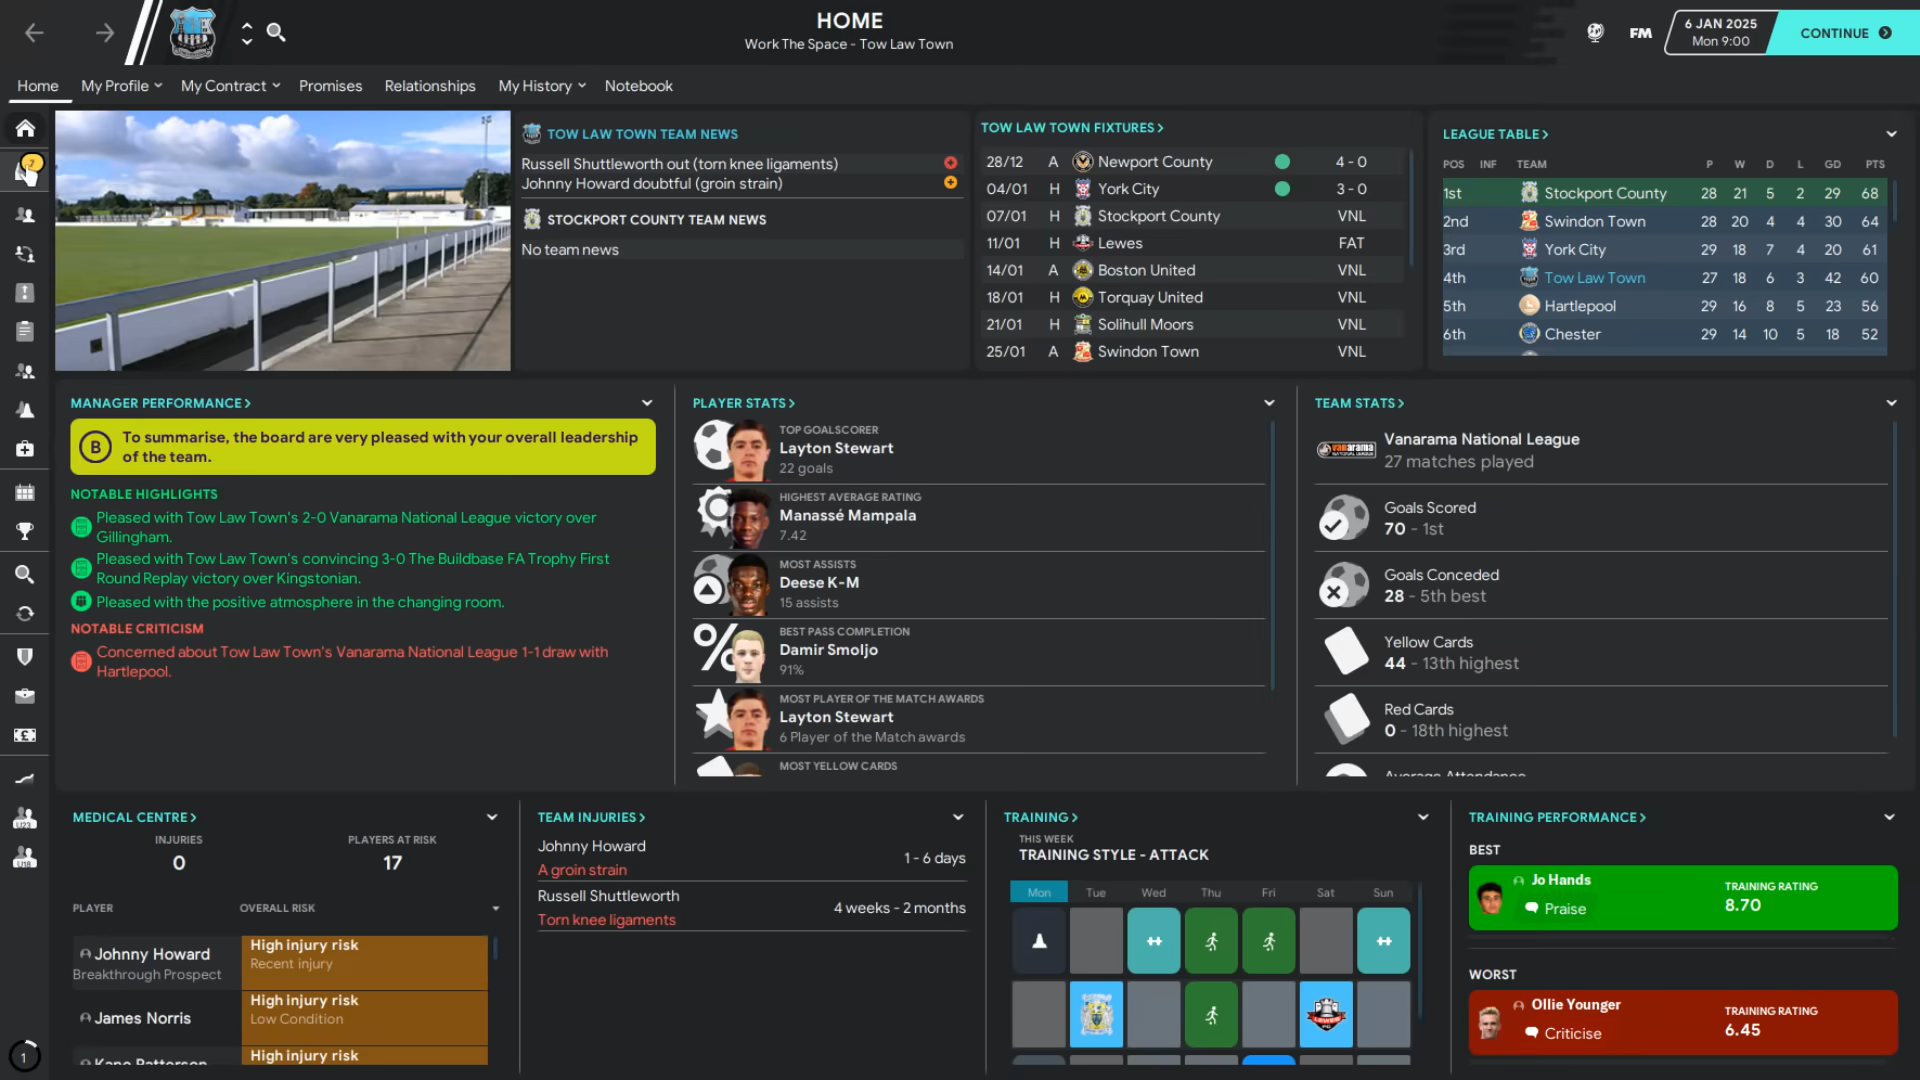 HOME
Work The Space - Tow Law Town
FM
6 JAN 2025
Mon 9:00
CONTINUE
Home
My Profile
My Contract
Promises
Relationships
My History
Notebook
7
TOW LAW TOWN TEAM NEWS
Russell Shuttleworth out (torn knee ligaments)
Johnny Howard doubtful (groin strain)
STOCKPORT COUNTY TEAM NEWS
No team news
TOW LAW TOWN FIXTURES >
28/12 A Newport County 4 - 0
04/01 H York City 3 - 0
07/01 H Stockport County VNL
11/01 H Lewes FAT
14/01 A Boston United VNL
18/01 H Torquay United VNL
21/01 H Solihull Moors VNL
25/01 A Swindon Town VNL
LEAGUE TABLE >
POS INF TEAM P W D L GD PTS
1st Stockport County 28 21 5 2 29 68
2nd Swindon Town 28 20 4 4 30 64
3rd York City 29 18 7 4 20 61
4th Tow Law Town 27 18 6 3 42 60
5th Hartlepool 29 16 8 5 23 56
6th Chester 29 14 10 5 18 52
MANAGER PERFORMANCE >
B
To summarise, the board are very pleased with your overall leadership
of the team.
NOTABLE HIGHLIGHTS
Pleased with Tow Law Town's 2-0 Vanarama National League victory over
Gillingham.
Pleased with Tow Law Town's convincing 3-0 The Buildbase FA Trophy First
Round Replay victory over Kingstonian.
Pleased with the positive atmosphere in the changing room.
NOTABLE CRITICISM
Concerned about Tow Law Town's Vanarama National League 1-1 draw with
Hartlepool.
PLAYER STATS >
TOP GOALSCORER
Layton Stewart
22 goals
HIGHEST AVERAGE RATING
Manassé Mampala
7.42
MOST ASSISTS
Deese K-M
15 assists
BEST PASS COMPLETION
Damir Smoljo
91%
MOST PLAYER OF THE MATCH AWARDS
Layton Stewart
6 Player of the Match awards
MOST YELLOW CARDS
TEAM STATS >
vanarama
NATIONAL LEAGUE
Vanarama National League
27 matches played
Goals Scored
70 - 1st
Goals Conceded
28 - 5th best
Yellow Cards
44 - 13th highest
Red Cards
0 - 18th highest
Average Attendance
MEDICAL CENTRE >
INJURIES
0
PLAYERS AT RISK
17
PLAYER OVERALL RISK
Johnny Howard
Breakthrough Prospect
High injury risk
Recent injury
James Norris
High injury risk
Low Condition
Kane Patterson
High injury risk
TEAM INJURIES >
Johnny Howard
A groin strain
1 - 6 days
Russell Shuttleworth
Torn knee ligaments
4 weeks - 2 months
TRAINING >
THIS WEEK
TRAINING STYLE - ATTACK
Mon Tue Wed Thu Fri Sat Sun
TRAINING PERFORMANCE >
BEST
Jo Hands
Praise
TRAINING RATING
8.70
WORST
Ollie Younger
Criticise
TRAINING RATING
6.45
U23
U18
1